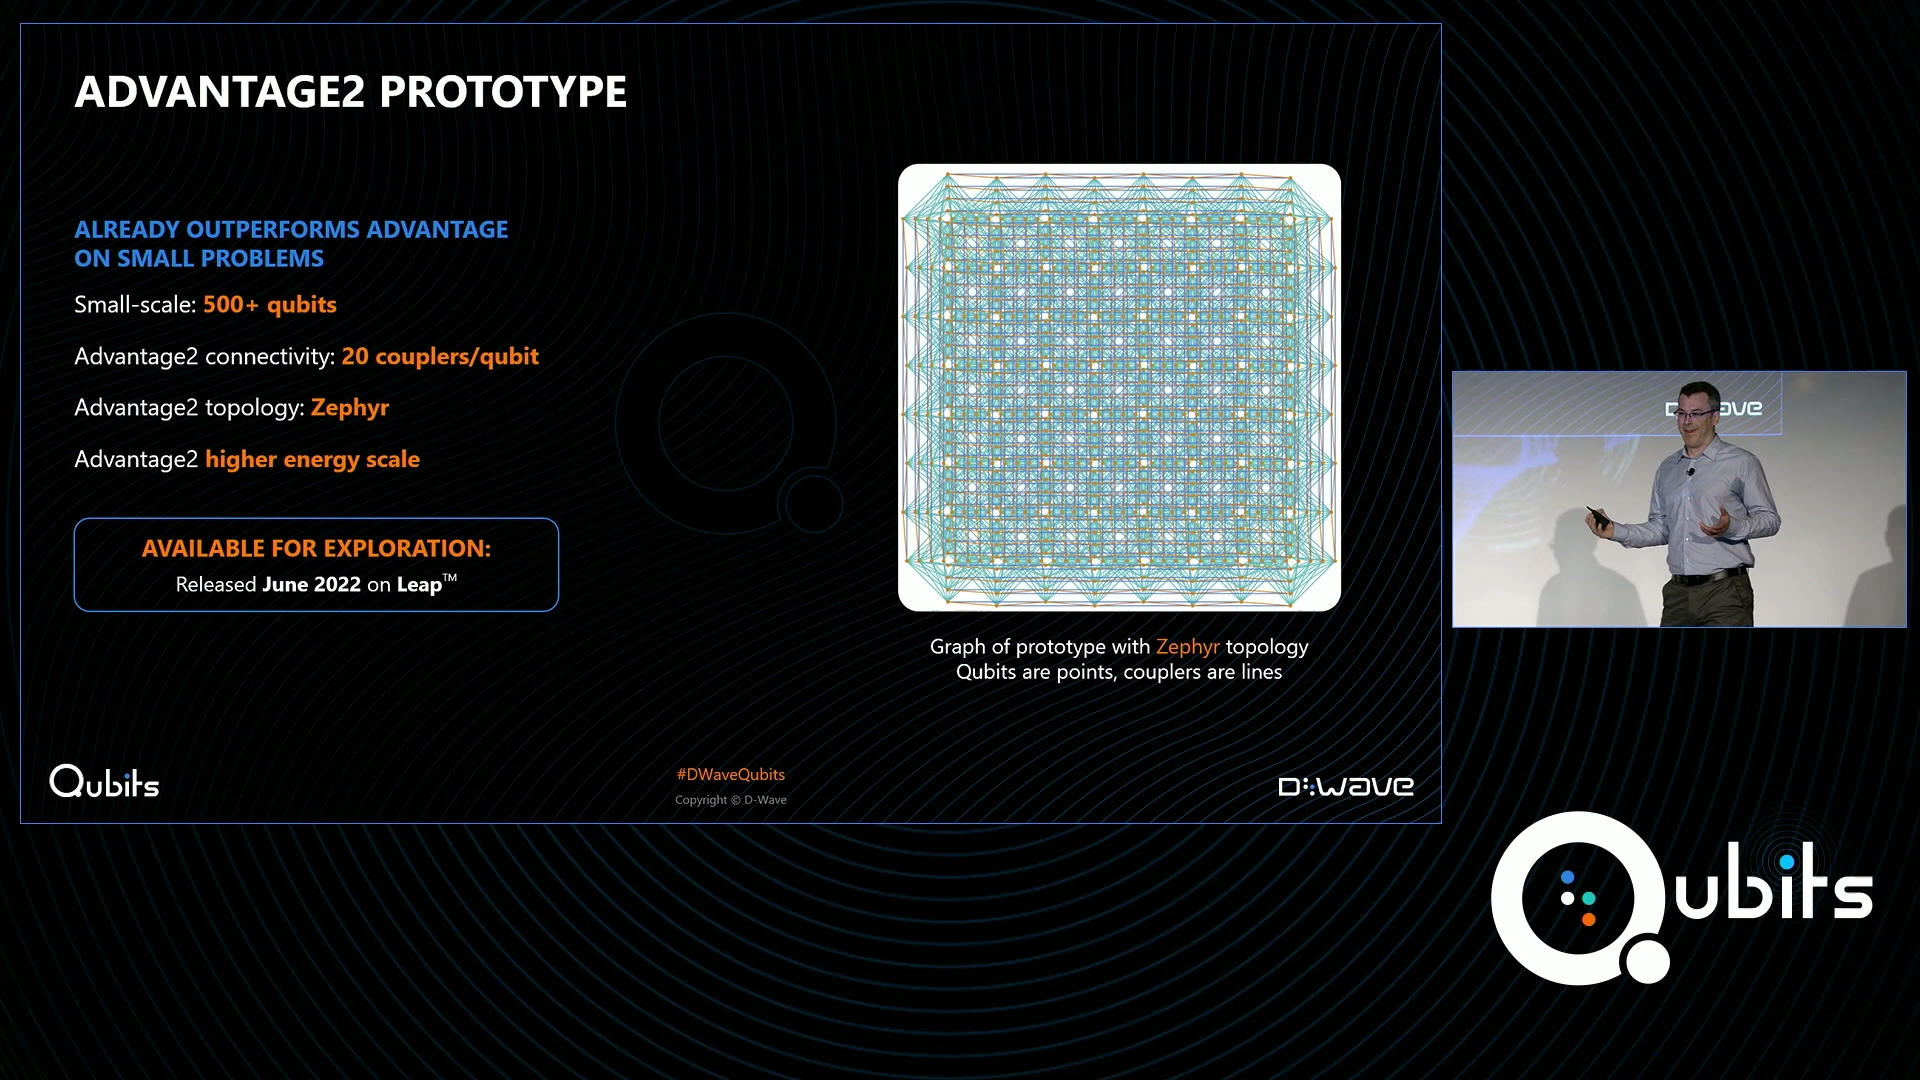 ADVANTAGE2 PROTOTYPE
ALREADY OUTPERFORMS ADVANTAGE
ON SMALL PROBLEMS
Small-scale: 500+ qubits
Advantage2 connectivity: 20 couplers/qubit
Advantage2 topology: Zephyr
Advantage2 higher energy scale
AVAILABLE FOR EXPLORATION:
Released June 2022 on Leap™
Graph of prototype with Zephyr topology
Qubits are points, couplers are lines
Qubits
#DWaveQubits
Copyright © D-Wave
D:wave
D wave
Qubits